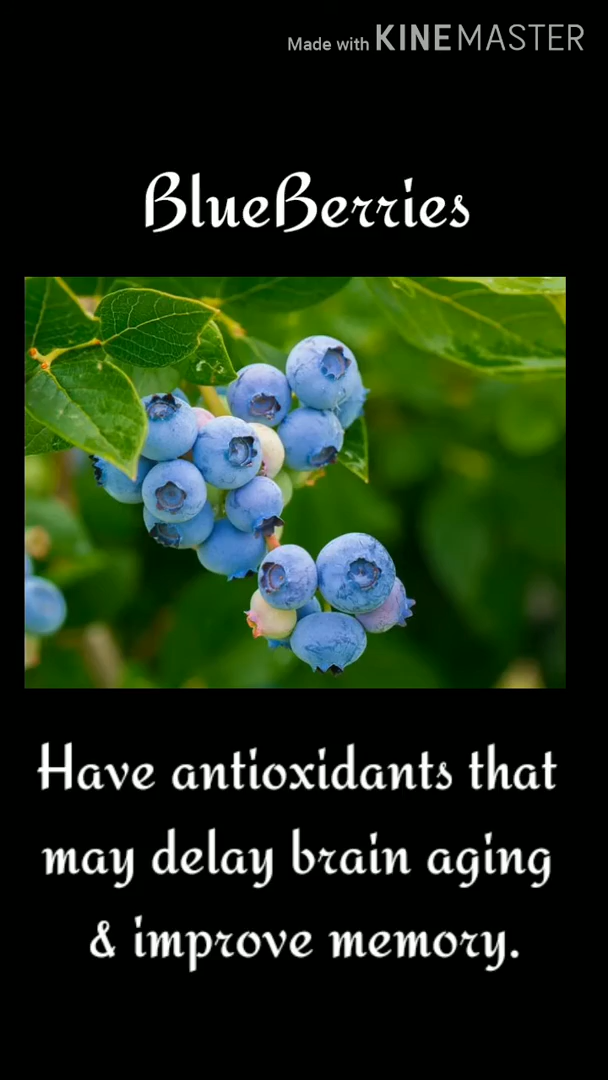 Made with KINEMASTER
BlueBerries
Have antioxidants that
may delay brain aging
& improve memory.